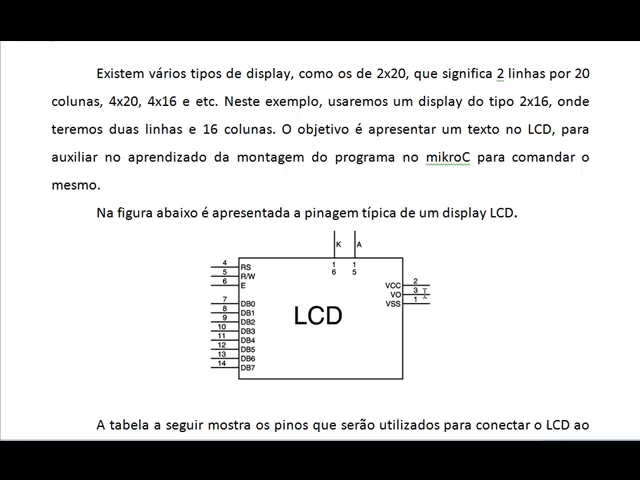 Existem vários tipos de display, como os de 2x20, que significa 2 linhas por 20
colunas, 4x20, 4x16 e etc. Neste exemplo, usaremos um display do tipo 2x16, onde
teremos duas linhas e 16 colunas. O objetivo é apresentar um texto no LCD, para
auxiliar no aprendizado da montagem do programa no mikroC para comandar o
mesmo.
Na figura abaixo é apresentada a pinagem típica de um display LCD.
K A
16 15
4 RS
5 R/W
6 E
7 DB0
8 DB1
9 DB2
10 DB3
11 DB4
12 DB5
13 DB6
14 DB7
LCD
VCC 2
VO 3
VSS 1
A tabela a seguir mostra os pinos que serão utilizados para conectar o LCD ao